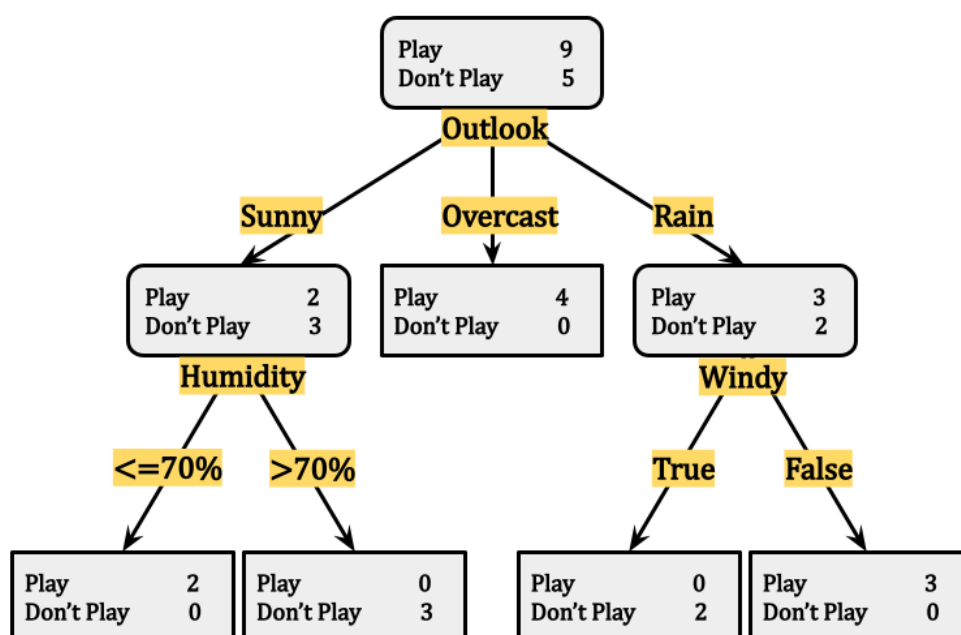 Play 9
Don't Play 5
Outlook
Sunny Overcast Rain
Play 2
Don't Play 3
Play 4
Don't Play 0
Play 3
Don't Play 2
Humidity
Windy
<=70% >70% True False
Play 2
Don't Play 0
Play 0
Don't Play 3
Play 0
Don't Play 2
Play 3
Don't Play 0